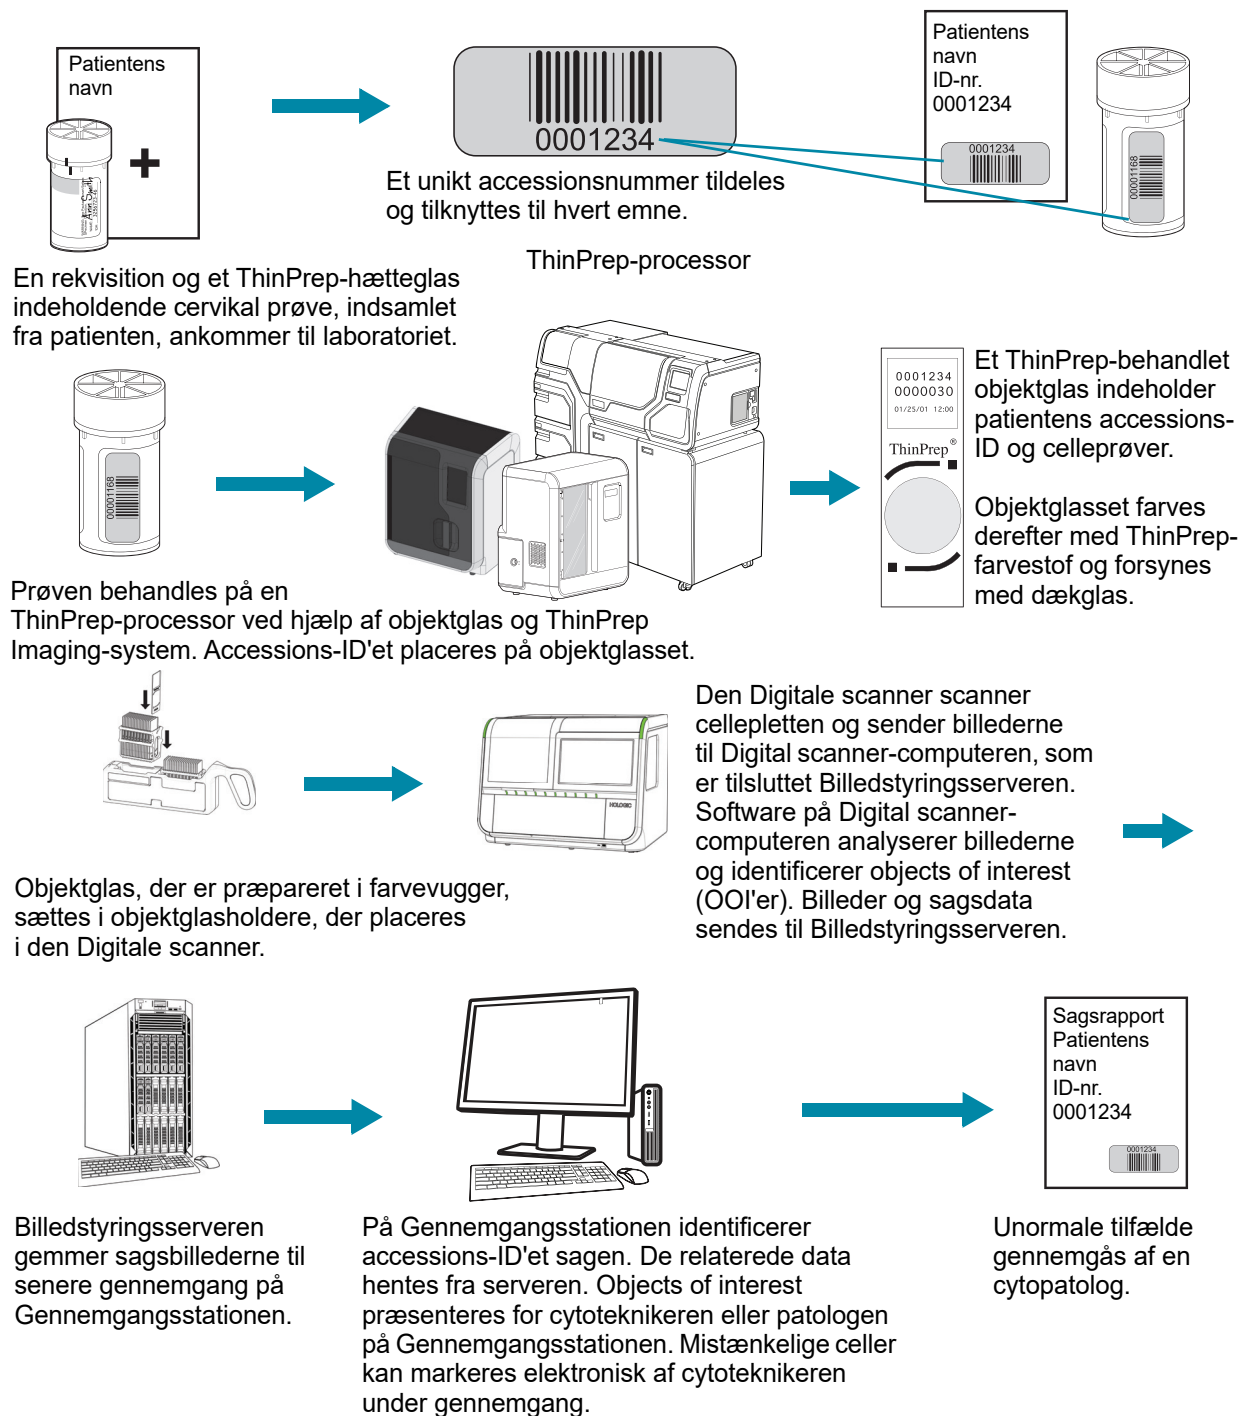 Patientens
navn
0001234
Et unikt accessionsnummer tildeles
og tilknyttes til hvert emne.
Patientens
navn
ID-nr.
0001234
0001234
00001168
En rekvisition og et ThinPrep-hætteglas
indeholdende cervikal prøve, indsamlet
fra patienten, ankommer til laboratoriet.
ThinPrep-processor
00001168
0001234
0000030
01/25/01 12:00
ThinPrep®
Et ThinPrep-behandlet
objektglas indeholder
patientens accessions-
ID og celleprøver.
Objektglasset farves
derefter med ThinPrep-
farvestof og forsynes
med dækglas.
Prøven behandles på en
ThinPrep-processor ved hjælp af objektglas og ThinPrep
Imaging-system. Accessions-ID'et placeres på objektglasset.
HOLOGIC
Den Digitale scanner scanner
cellepletten og sender billederne
til Digital scanner-computeren, som
er tilsluttet Billedstyringsserveren.
Software på Digital scanner-
computeren analyserer billederne
og identificerer objects of interest
(OOI'er). Billeder og sagsdata
sendes til Billedstyringsserveren.
Objektglas, der er præpareret i farvevugger,
sættes i objektglasholdere, der placeres
i den Digitale scanner.
Sagsrapport
Patientens
navn
ID-nr.
0001234
0001234
Billedstyringsserveren
gemmer sagsbillederne til
senere gennemgang på
Gennemgangsstationen.
På Gennemgangsstationen identificerer
accessions-ID'et sagen. De relaterede data
hentes fra serveren. Objects of interest
præsenteres for cytoteknikeren eller patologen
på Gennemgangsstationen. Mistænkelige celler
kan markeres elektronisk af cytoteknikeren
under gennemgang.
Unormale tilfælde
gennemgås af en
cytopatolog.